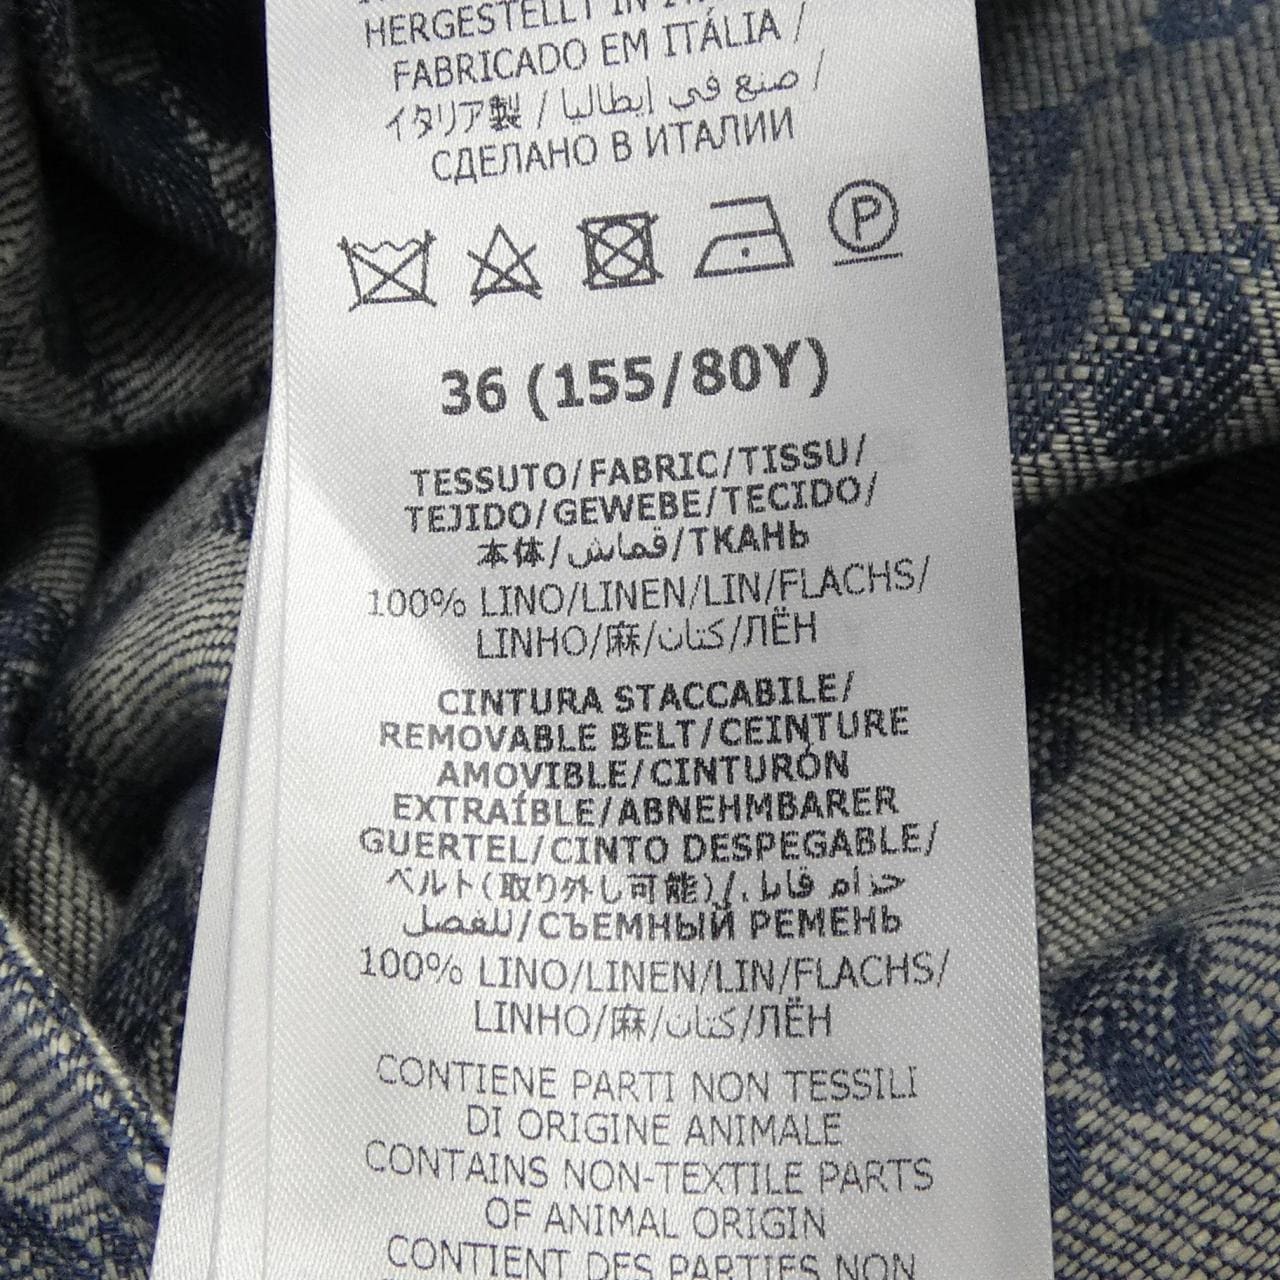 HERGESTELLT IN
FABRICADO EM ITÁLIA /
イタリア製 / صنع في إيطاليا /
СДЕЛАНО В ИТАЛИИ
P
36 (155/80Y)
TESSUTO/FABRIC/TISSU/
TEJIDO/GEWEBE/TECIDO/
本体/قماش/ТКАНЬ
100% LINO/LINEN/LIN/FLACHS/
LINHO/麻/كتان/ЛЁН
CINTURA STACCABILE/
REMOVABLE BELT/CEINTURE
AMOVIBLE/CINTURÓN
EXTRAÍBLE/ABNEHMBARER
GUERTEL/CINTO DESPEGABLE/
ベルト(取り外し可能)/. حزام قابل
للفصل/СЪЕМНЫЙ РЕМЕНЬ
100% LINO/LINEN/LIN/FLACHS/
LINHO/麻/كتان/ЛЁН
CONTIENE PARTI NON TESSILI
DI ORIGINE ANIMALE
CONTAINS NON-TEXTILE PARTS
OF ANIMAL ORIGIN
CONTIENT DES PARTIES NON